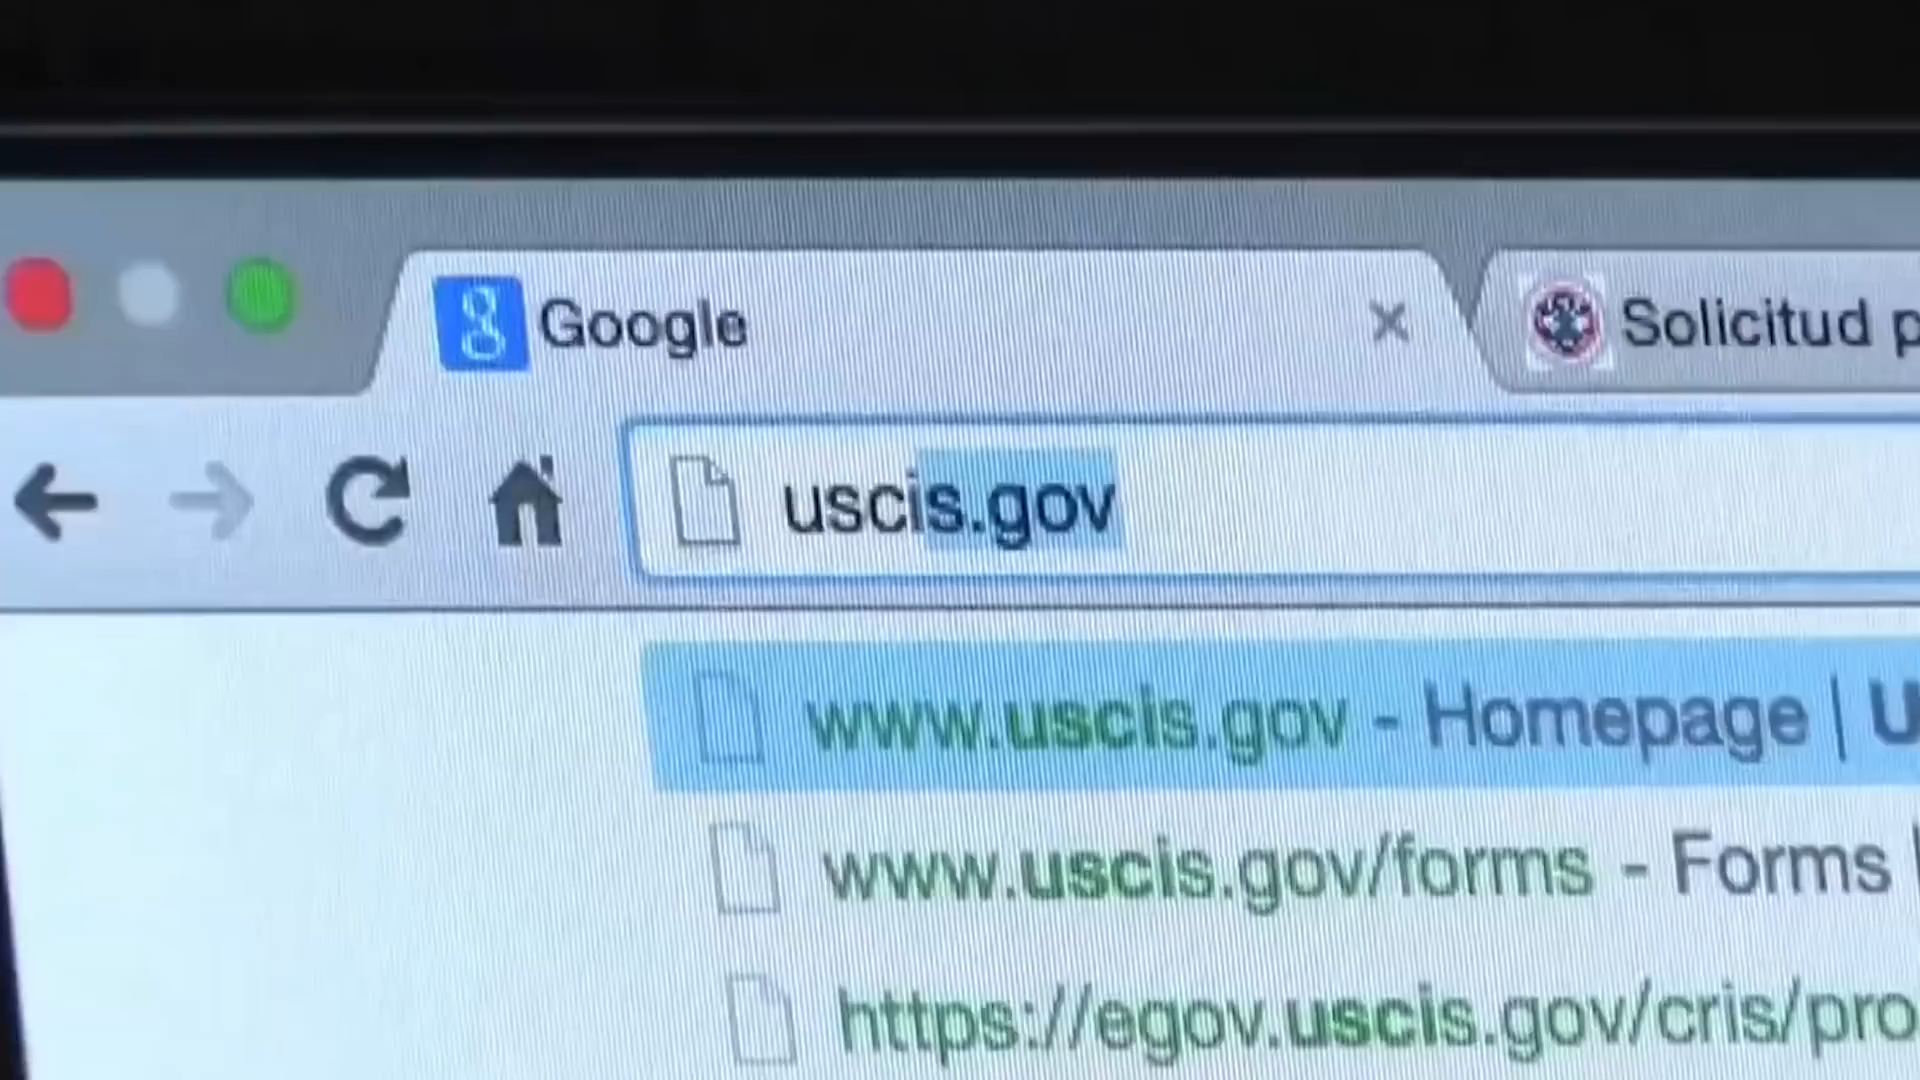 Google
Solicitud p
uscis.gov
www.uscis.gov - Homepage | U
www.uscis.gov/forms - Forms |
https://egov.uscis.gov/cris/pro